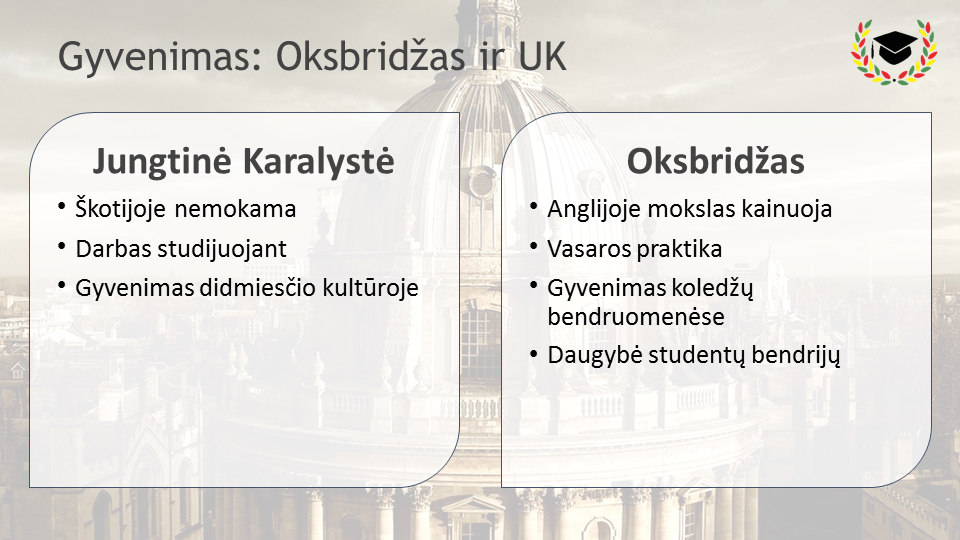 Gyvenimas: Oksbridžas ir UK
Jungtinė Karalystė
• Škotijoje nemokama
• Darbas studijuojant
• Gyvenimas didmiesčio kultūroje
Oksbridžas
• Anglijoje mokslas kainuoja
• Vasaros praktika
• Gyvenimas koledžų
bendruomenėse
• Daugybė studentų bendrijų